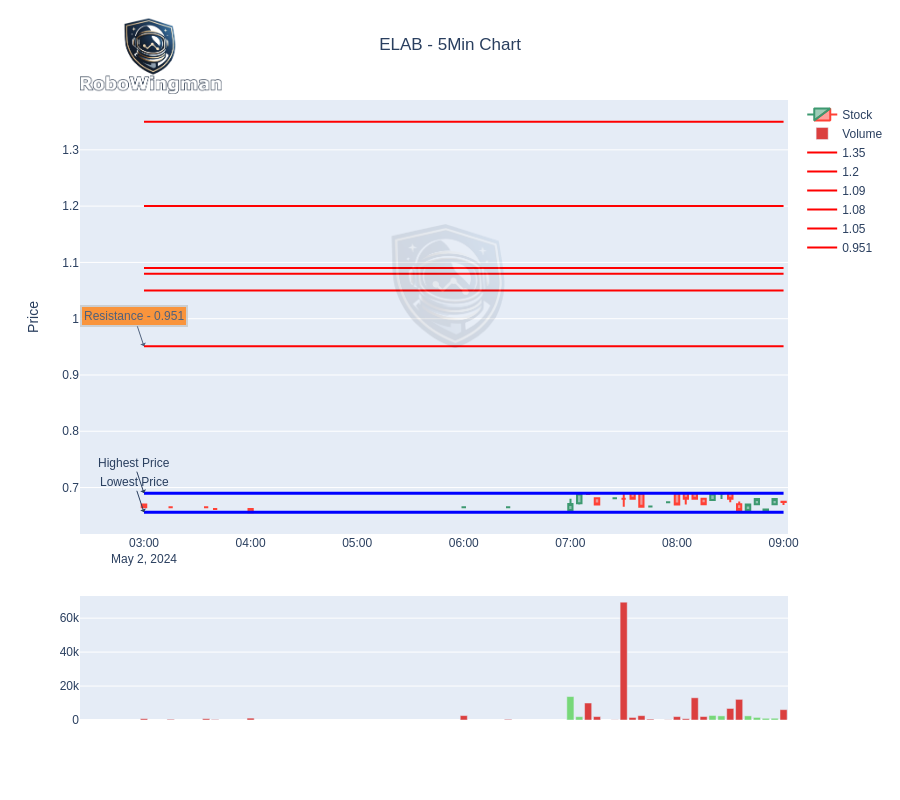 RoboWingman
ELAB - 5Min Chart
Stock
Volume
1.35
1.2
1.09
1.08
1.05
0.951
Price
1.3
1.2
1.1
1
0.9
0.8
0.7
Resistance - 0.951
Highest Price
Lowest Price
03:00 04:00 05:00 06:00 07:00 08:00 09:00
May 2, 2024
60k
40k
20k
0